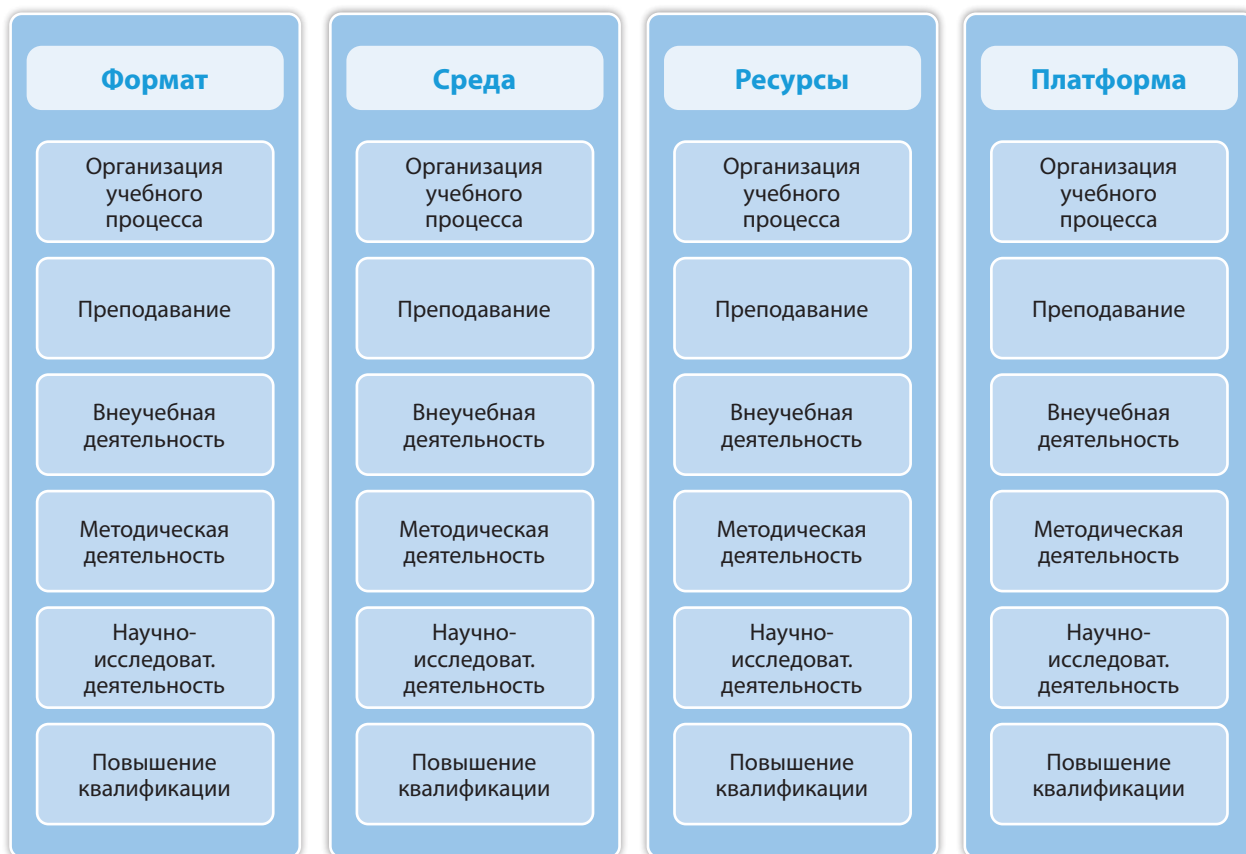 Формат
Организация
учебного
процесса
Преподавание
Внеучебная
деятельность
Методическая
деятельность
Научно-
исследоват.
деятельность
Повышение
квалификации
Среда
Организация
учебного
процесса
Преподавание
Внеучебная
деятельность
Методическая
деятельность
Научно-
исследоват.
деятельность
Повышение
квалификации
Ресурсы
Организация
учебного
процесса
Преподавание
Внеучебная
деятельность
Методическая
деятельность
Научно-
исследоват.
деятельность
Повышение
квалификации
Платформа
Организация
учебного
процесса
Преподавание
Внеучебная
деятельность
Методическая
деятельность
Научно-
исследоват.
деятельность
Повышение
квалификации